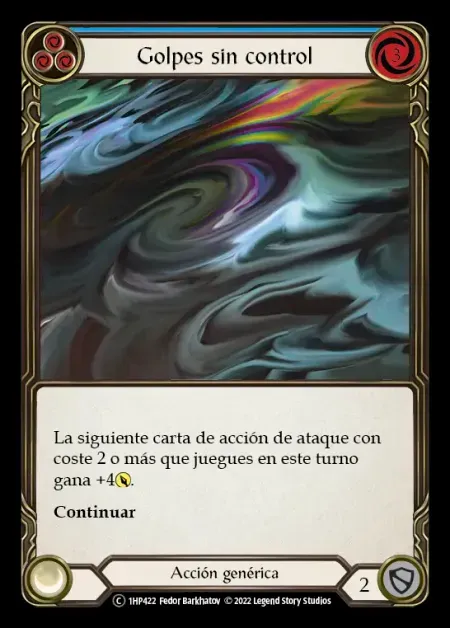 Golpes sin control
3
La siguiente carta de acción de ataque con
coste 2 o más que juegues en este turno
gana +4.
Continuar
Acción genérica
2
C 1HP422 Fedor Barkhatov © 2022 Legend Story Studios